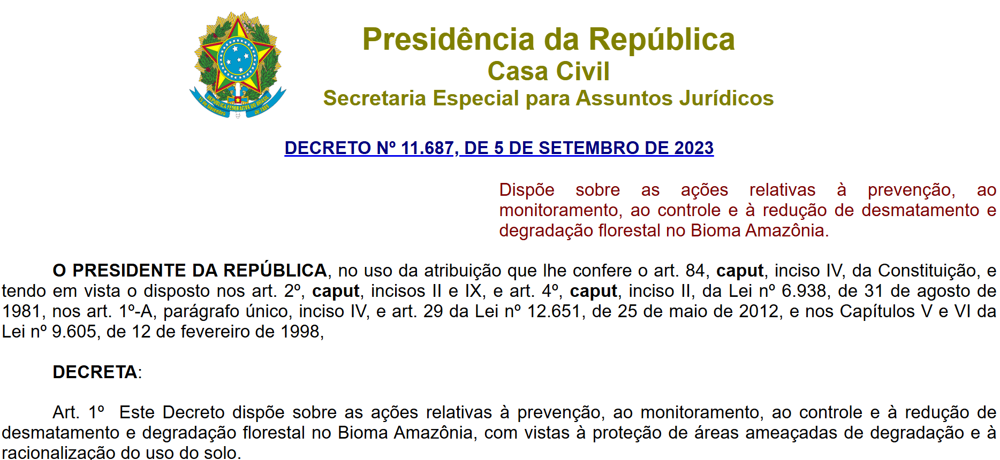 Presidência da República
Casa Civil
Secretaria Especial para Assuntos Jurídicos
REPÚBLICA FEDERATIVA DO BRASIL
15 de Novembro
de 1889
DECRETO Nº 11.687, DE 5 DE SETEMBRO DE 2023
Dispõe sobre as ações relativas à prevenção, ao
monitoramento, ao controle e à redução de desmatamento e
degradação florestal no Bioma Amazônia.
O PRESIDENTE DA REPÚBLICA, no uso da atribuição que lhe confere o art. 84, caput, inciso IV, da Constituição, e
tendo em vista o disposto nos art. 2º, caput, incisos II e IX, e art. 4º, caput, inciso II, da Lei nº 6.938, de 31 de agosto de
1981, nos art. 1º-A, parágrafo único, inciso IV, e art. 29 da Lei nº 12.651, de 25 de maio de 2012, e nos Capítulos V e VI da
Lei nº 9.605, de 12 de fevereiro de 1998,
DECRETA:
Art. 1º  Este Decreto dispõe sobre as ações relativas à prevenção, ao monitoramento, ao controle e à redução de
desmatamento e degradação florestal no Bioma Amazônia, com vistas à proteção de áreas ameaçadas de degradação e à
racionalização do uso do solo.